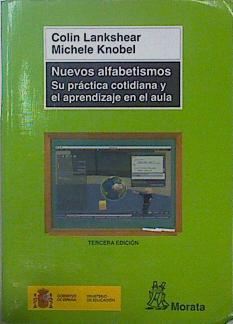 Colin Lankshear
Michele Knobel
Nuevos alfabetismos
Su práctica cotidiana y
el aprendizaje en el aula
TERCERA EDICIÓN
GOBIERNO
DE ESPAÑA
MINISTERIO
DE EDUCACIÓN
Morata